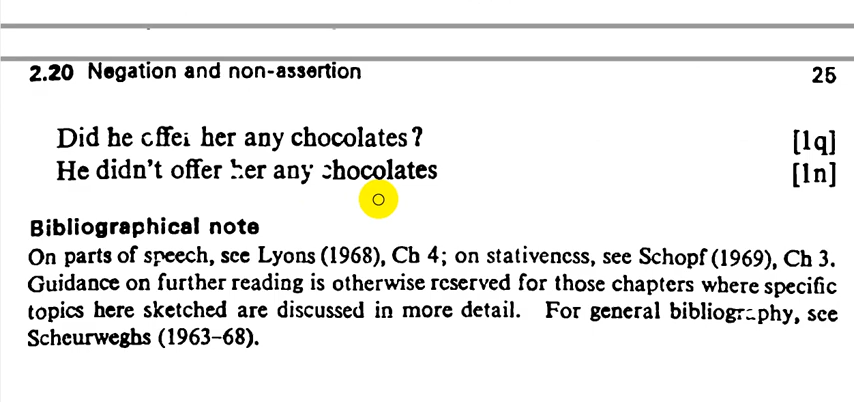 2.20 Negation and non-assertion 25
Did he offer her any chocolates? [1q]
He didn't offer her any chocolates [1n]
Bibliographical note
On parts of speech, see Lyons (1968), Ch 4; on stativeness, see Schopf (1969), Ch 3.
Guidance on further reading is otherwise reserved for those chapters where specific
topics here sketched are discussed in more detail. For general bibliography, see
Scheurweghs (1963–68).